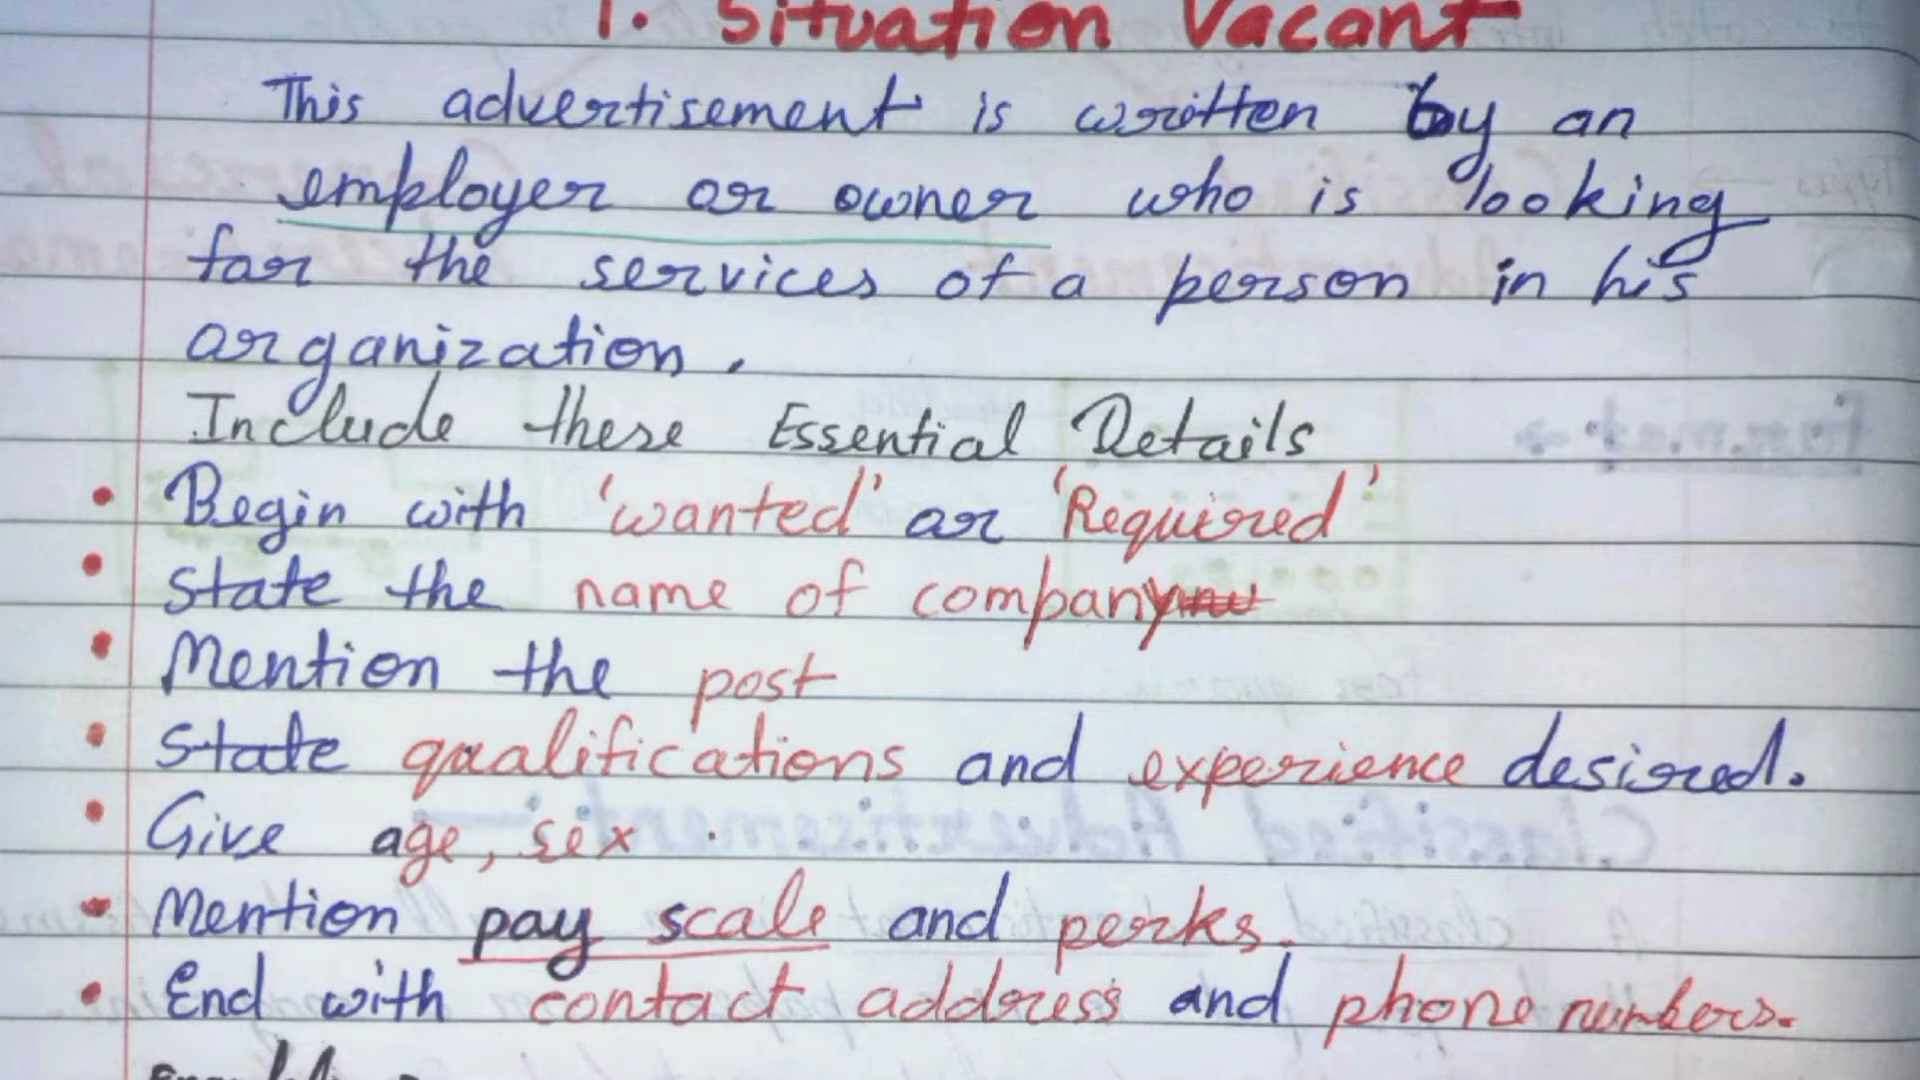 1. Situation Vacant
This advertisement is written by an
employer or owner who is looking
for the services of a person in his
organization.
Include these Essential Details
• Begin with 'wanted' or 'Required'
• State the name of company
• Mention the post
• State qualifications and experience desired.
• Give age, sex.
• Mention pay scale and perks.
• End with contact address and phone numbers.